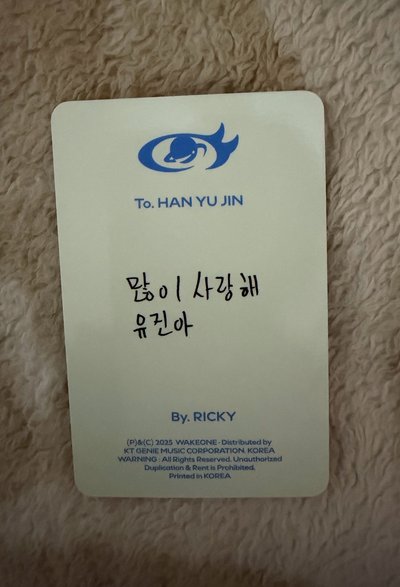 To. HAN YU JIN
많이 사랑해
유진아
By. RICKY
(P)&(C) 2025 WAKEONE · Distributed by
KT GENIE MUSIC CORPORATION. KOREA
WARNING : All Rights Reserved. Unauthorized
Duplication & Rent is Prohibited.
Printed in KOREA